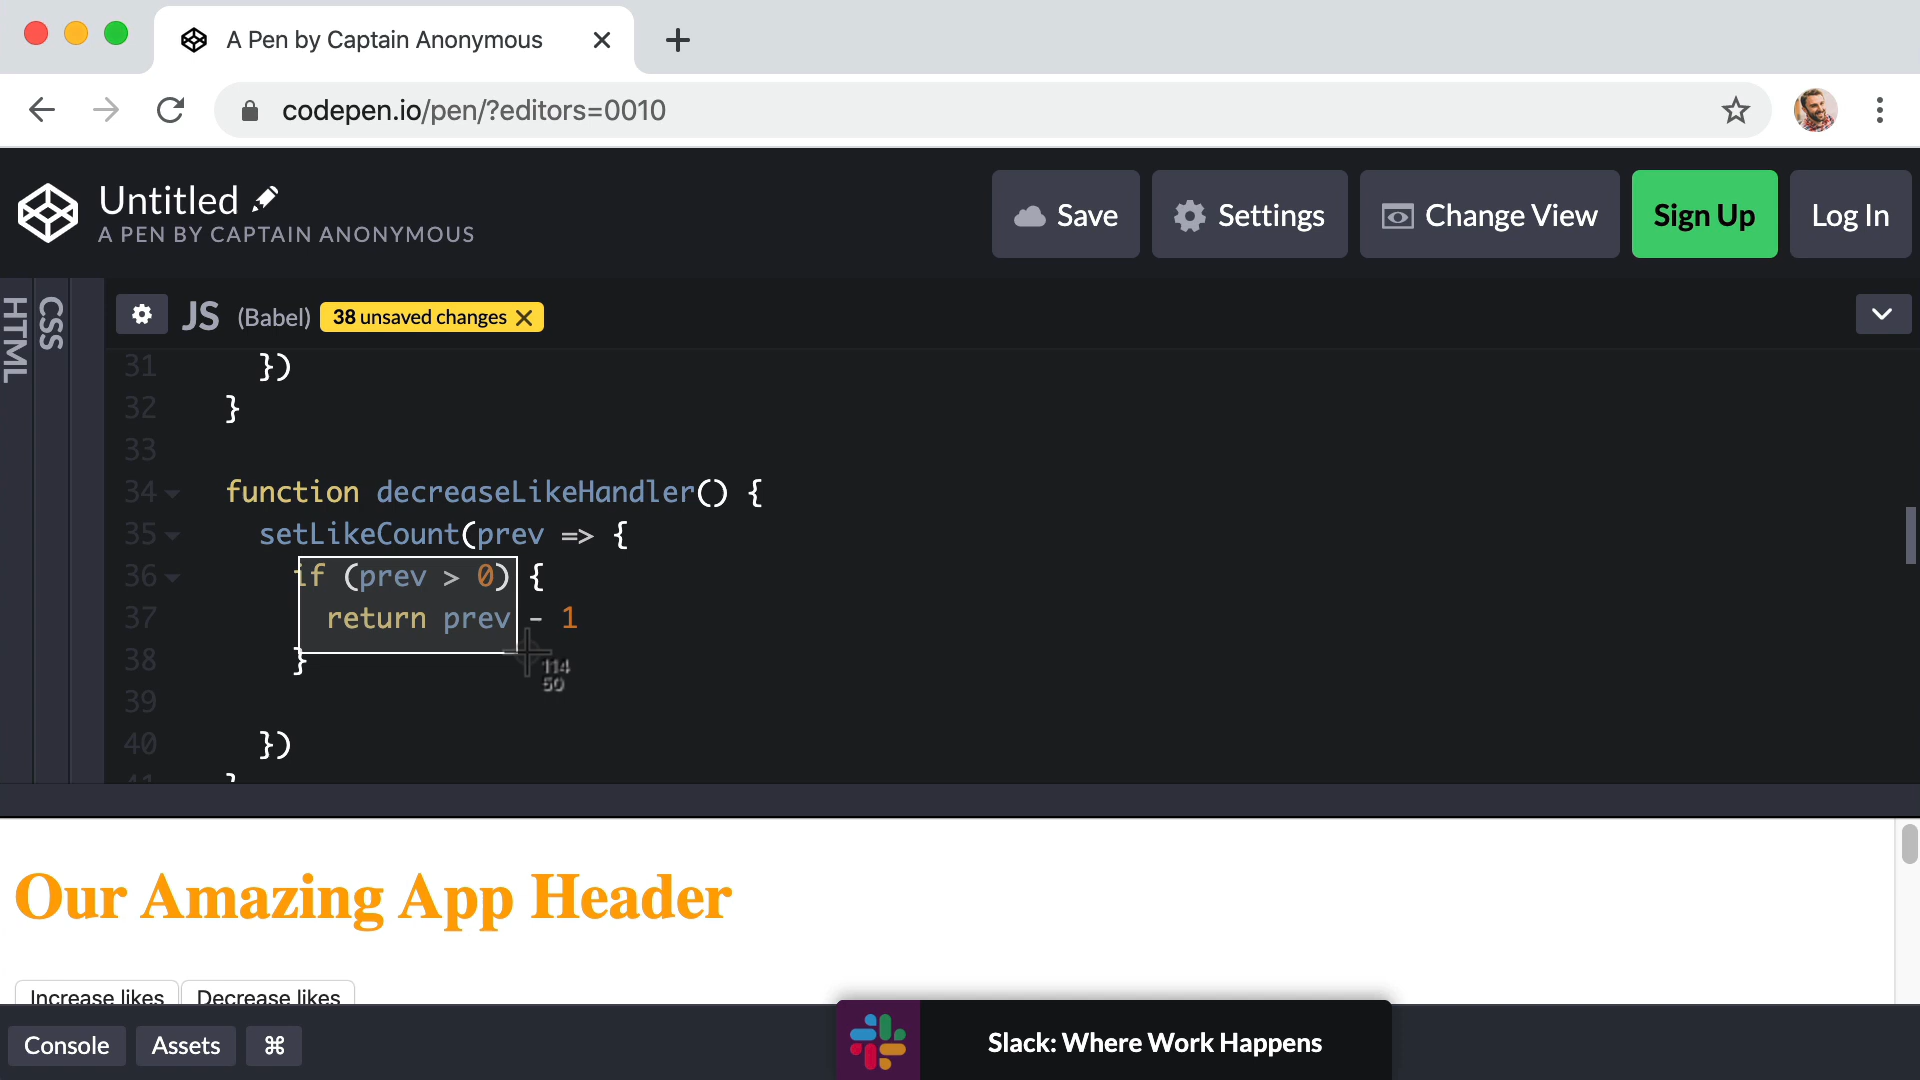 A Pen by Captain Anonymous
codepen.io/pen/?editors=0010
Untitled
A PEN BY CAPTAIN ANONYMOUS
Save
Settings
Change View
Sign Up
Log In
HTML
CSS
JS (Babel) 38 unsaved changes
31 })
32 }
33
34 function decreaseLikeHandler() {
35 setLikeCount(prev => {
36 if (prev > 0) {
37 return prev - 1
38 }
39
40 })
41 }
114
50
Our Amazing App Header
Increase likes Decrease likes
Console Assets ⌘
Slack: Where Work Happens